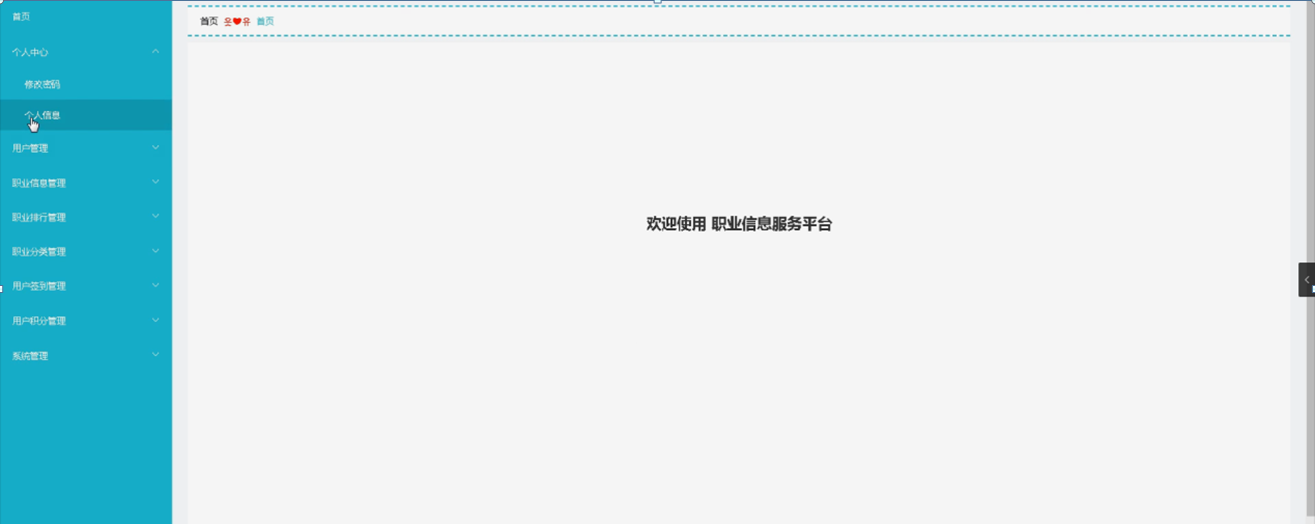 首页
个人中心
修改密码
个人信息
用户管理
职业信息管理
职业排行管理
职业分类管理
用户签到管理
用户积分管理
系统管理
首页 웃❤유 首页
欢迎使用 职业信息服务平台